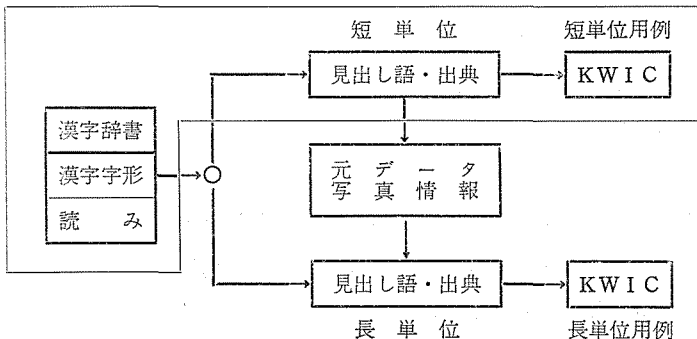 短単位
短単位用例
見出し語・出典
KWIC
漢字辞書
漢字字形
読み
元データ
写真情報
見出し語・出典
KWIC
長単位
長単位用例